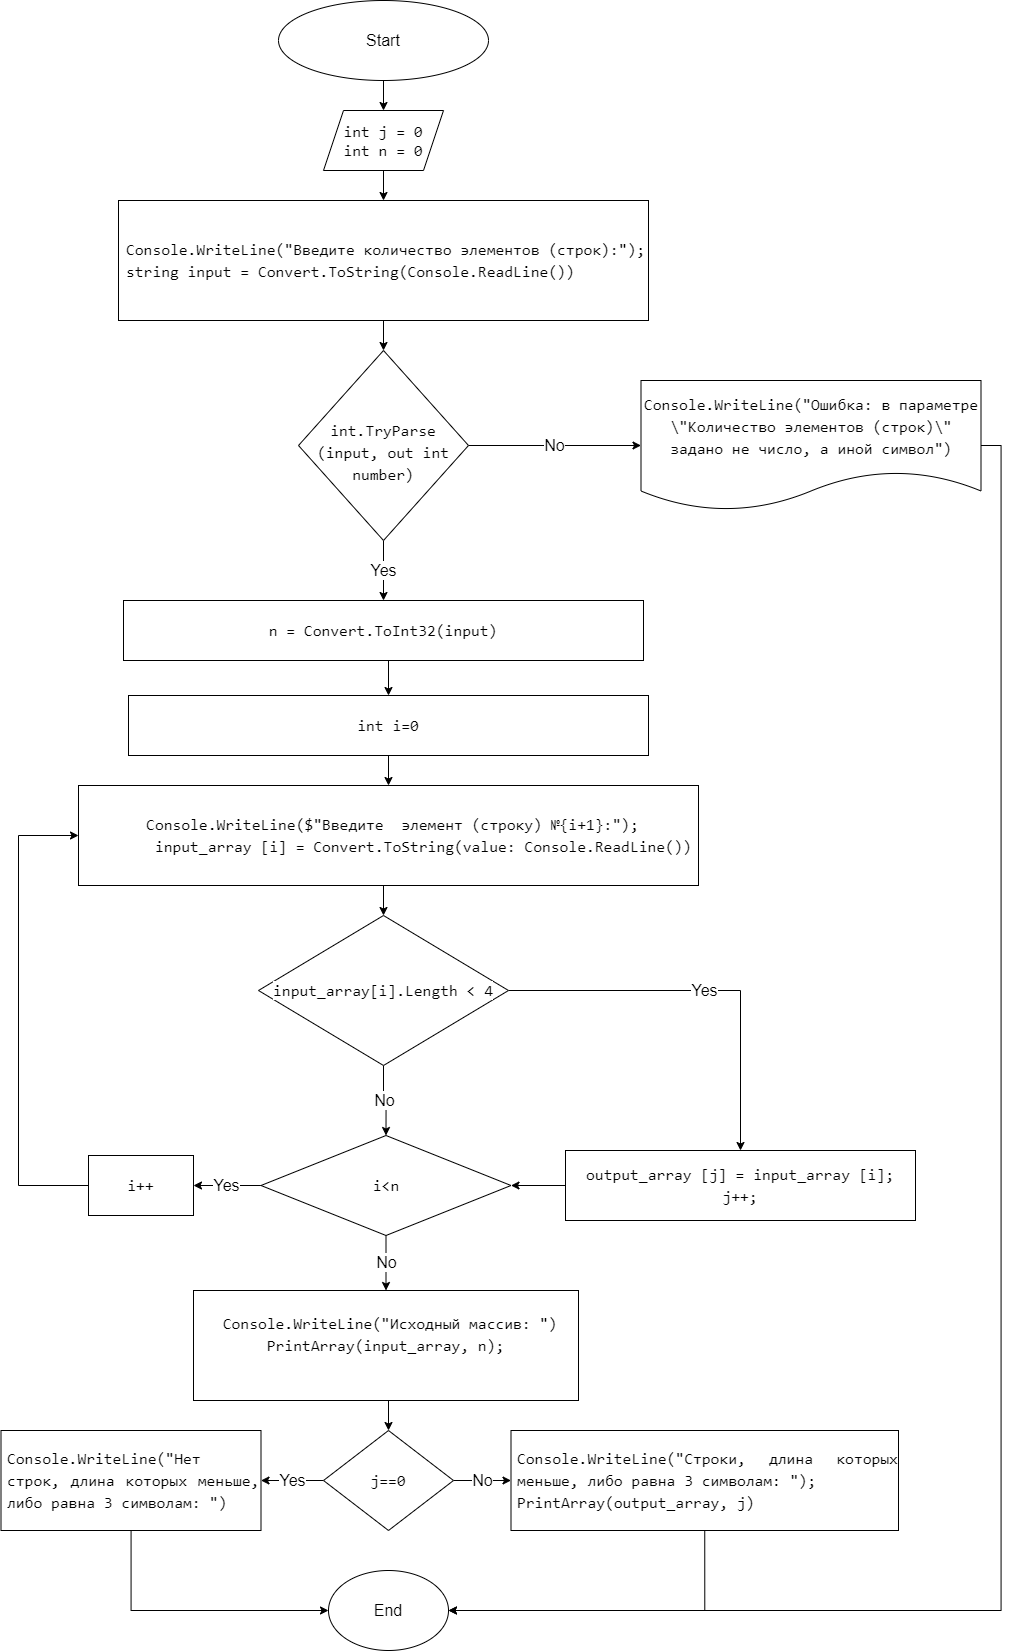 Start
int j = 0
int n = 0
Console.WriteLine("Введите количество элементов (строк):");
string input = Convert.ToString(Console.ReadLine())
int.TryParse
(input, out int
number)
No
Console.WriteLine("Ошибка: в параметре
\"Количество элементов (строк)\"
задано не число, а иной символ")
Yes
n = Convert.ToInt32(input)
int i=0
Console.WriteLine($"Введите  элемент (строку) №{i+1}:");
input_array [i] = Convert.ToString(value: Console.ReadLine())
input_array[i].Length < 4
Yes
No
output_array [j] = input_array [i];
j++;
i<n
Yes
i++
No
Console.WriteLine("Исходный массив: ")
PrintArray(input_array, n);
j==0
Yes
Console.WriteLine("Нет
строк, длина которых меньше,
либо равна 3 символам: ")
No
Console.WriteLine("Строки, длина которых
меньше, либо равна 3 символам: ");
PrintArray(output_array, j)
End